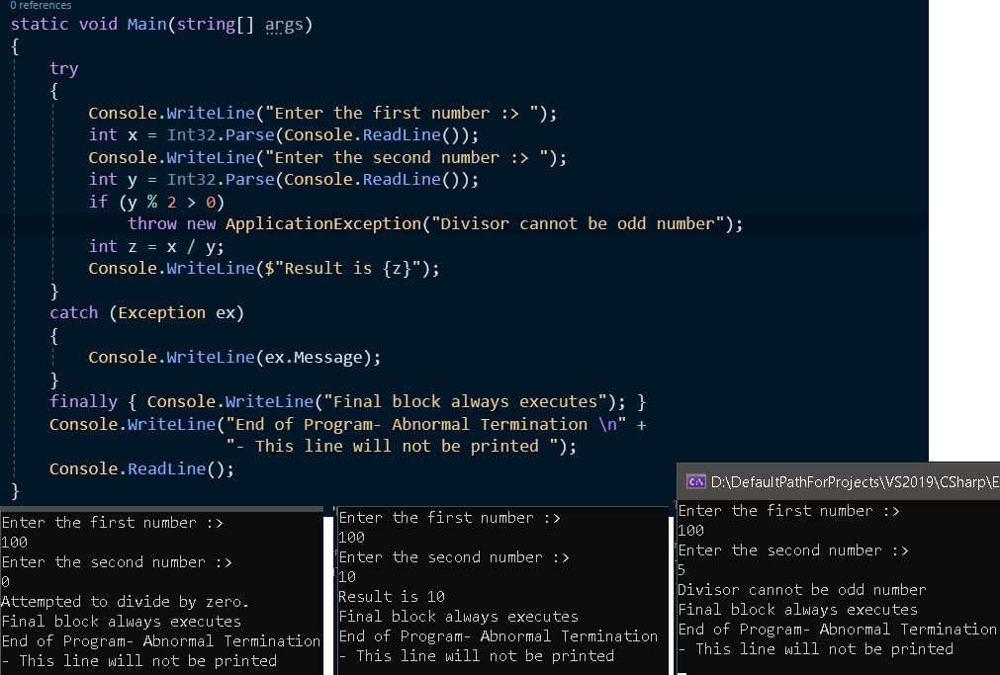 0 references
static void Main(string[] args)
{
try
{
Console.WriteLine("Enter the first number :> ");
int x = Int32.Parse(Console.ReadLine());
Console.WriteLine("Enter the second number :> ");
int y = Int32.Parse(Console.ReadLine());
if (y % 2 > 0)
throw new ApplicationException("Divisor cannot be odd number");
int z = x / y;
Console.WriteLine($"Result is {z}");
}
catch (Exception ex)
{
Console.WriteLine(ex.Message);
}
finally { Console.WriteLine("Final block always executes"); }
Console.WriteLine("End of Program- Abnormal Termination \n" +
"- This line will not be printed ");
Console.ReadLine();
}
Enter the first number :>
100
Enter the second number :>
0
Attempted to divide by zero.
Final block always executes
End of Program- Abnormal Termination
- This line will not be printed
Enter the first number :>
100
Enter the second number :>
10
Result is 10
Final block always executes
End of Program- Abnormal Termination
- This line will not be printed
D:\DefaultPathForProjects\VS2019\CSharp\E
Enter the first number :>
100
Enter the second number :>
5
Divisor cannot be odd number
Final block always executes
End of Program- Abnormal Termination
- This line will not be printed